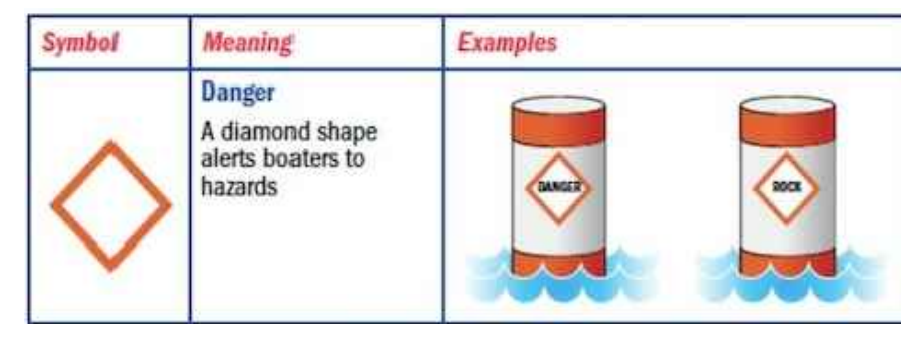 Symbol Meaning Examples
Danger
A diamond shape
alerts boaters to
hazards
DANGER
ROCK